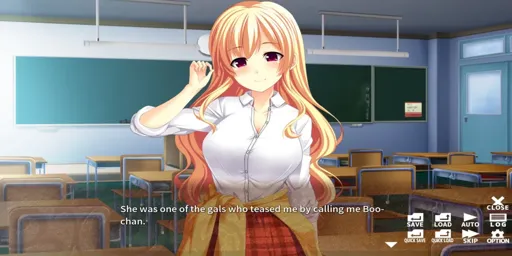 She was one of the gals who teased me by calling me Boo-
chan.
CLOSE
SAVE LOAD AUTO LOG
QUICK SAVE QUICK LOAD SKIP OPTION